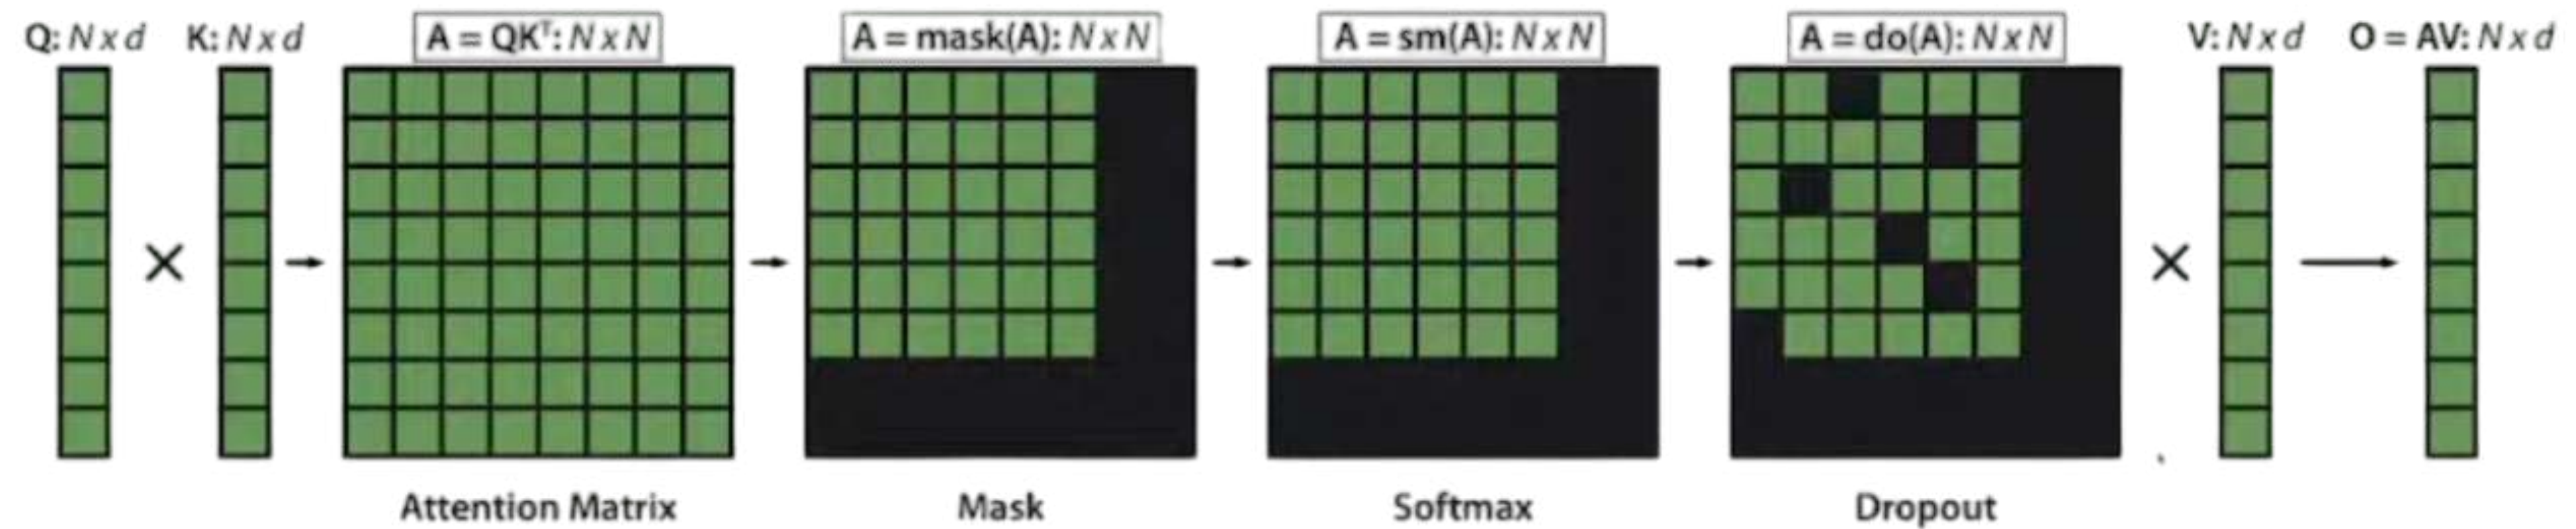 Q: N x d K: N x d A = QKᵀ: N x N A = mask(A): N x N A = sm(A): N x N A = do(A): N x N V: N x d O = AV: N x d
Attention Matrix Mask Softmax Dropout